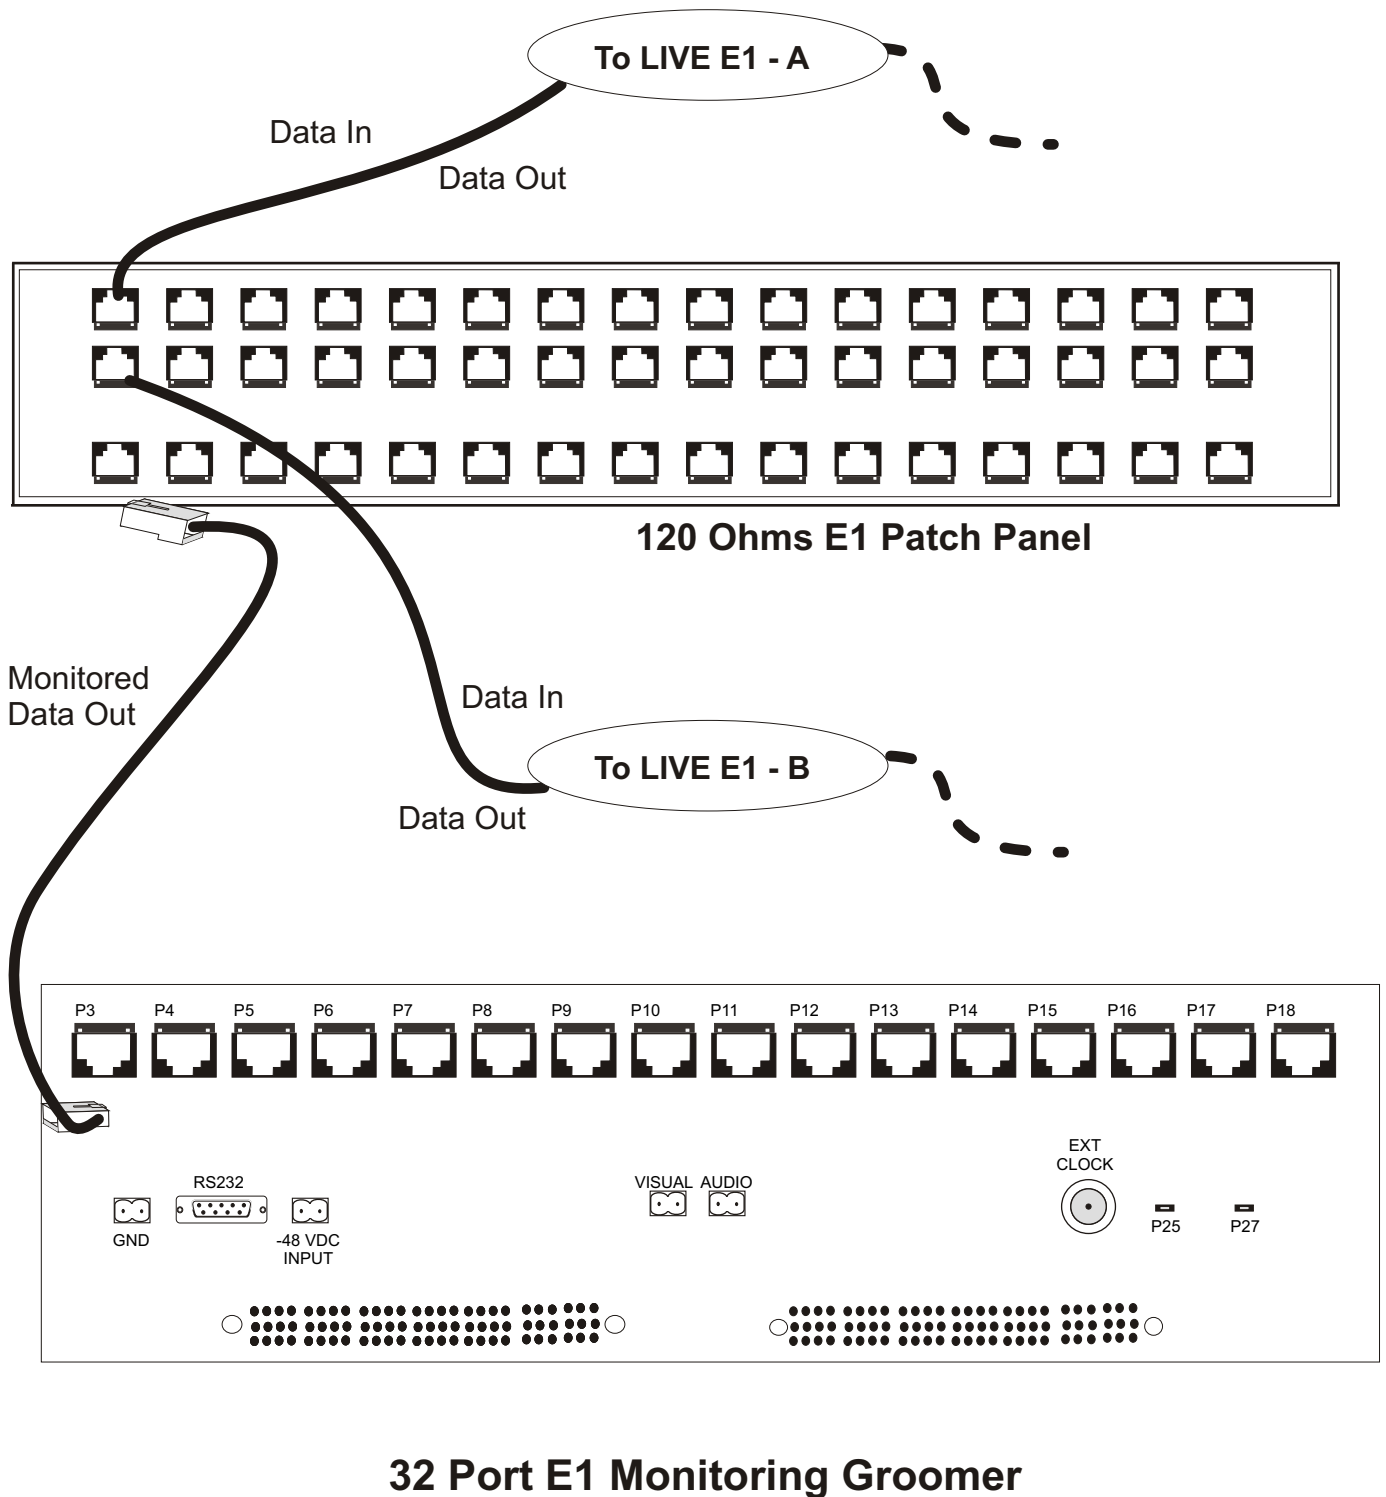 To LIVE E1 - A
Data In
Data Out
120 Ohms E1 Patch Panel
Monitored
Data Out
Data In
To LIVE E1 - B
Data Out
P3 P4 P5 P6 P7 P8 P9 P10 P11 P12 P13 P14 P15 P16 P17 P18
EXT
CLOCK
RS232
VISUAL AUDIO
GND
-48 VDC
INPUT
P25
P27
32 Port E1 Monitoring Groomer